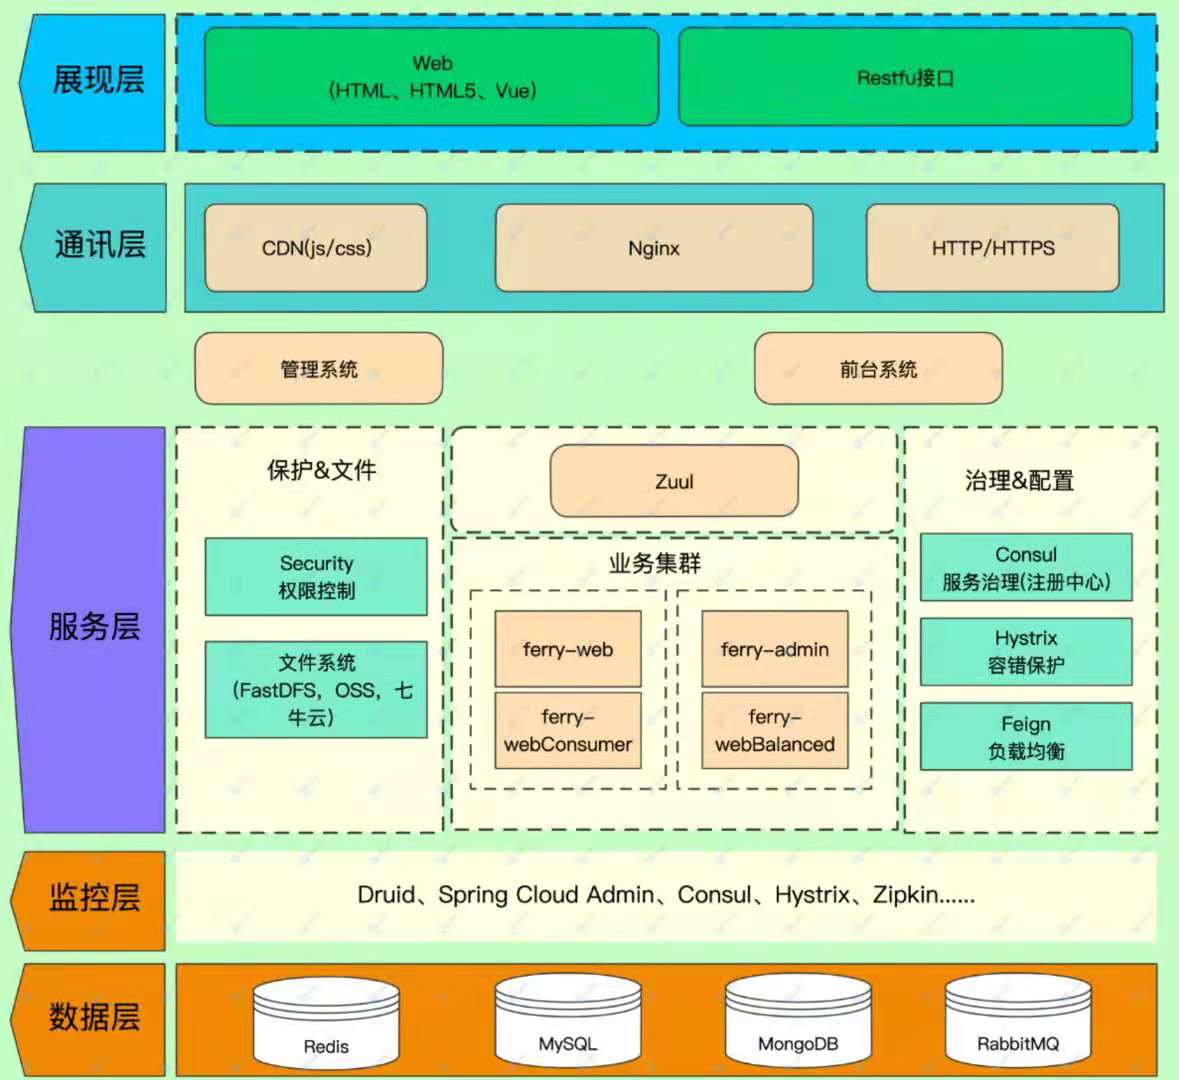 展现层
Web
（HTML、HTML5、Vue）
Restfu接口
通讯层
CDN(js/css)
Nginx
HTTP/HTTPS
管理系统
前台系统
服务层
保护&文件
Security
权限控制
文件系统
（FastDFS，OSS，七
牛云）
Zuul
业务集群
ferry-web
ferry-
webConsumer
ferry-admin
ferry-
webBalanced
治理&配置
Consul
服务治理(注册中心)
Hystrix
容错保护
Feign
负载均衡
监控层
Druid、Spring Cloud Admin、Consul、Hystrix、Zipkin......
数据层
Redis
MySQL
MongoDB
RabbitMQ